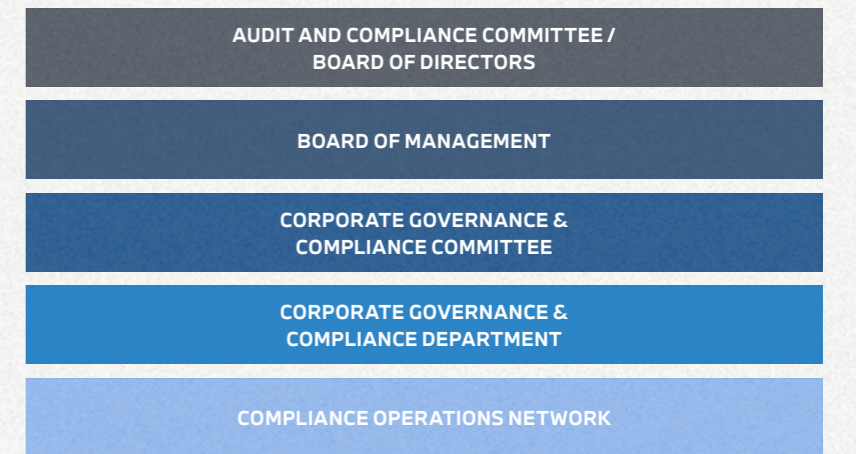 AUDIT AND COMPLIANCE COMMITTEE /
BOARD OF DIRECTORS
BOARD OF MANAGEMENT
CORPORATE GOVERNANCE &
COMPLIANCE COMMITTEE
CORPORATE GOVERNANCE &
COMPLIANCE DEPARTMENT
COMPLIANCE OPERATIONS NETWORK